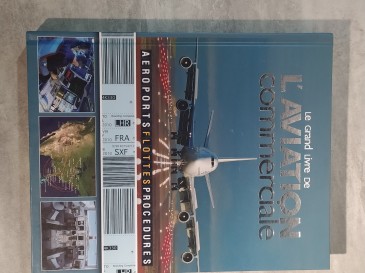 Le Grand Livre De
L'AVIATION
commerciale
AEROPORTS FLOTTES PROCEDURES
LHR
FRA
SXF